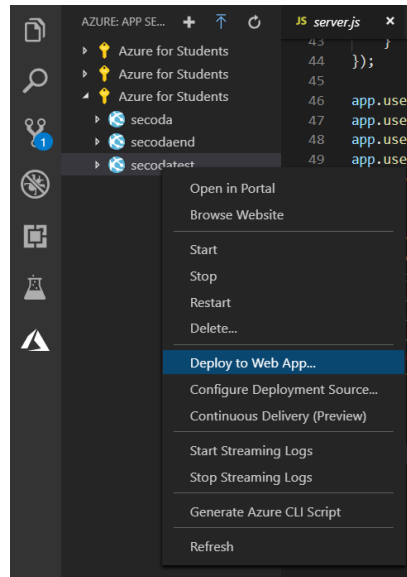 AZURE: APP SE...
JS server.js
Azure for Students
Azure for Students
Azure for Students
secoda
secodaend
secodatest
43 }
44 });
45
46 app.use
47 app.use
48 app.use
49 app.use
1
Open in Portal
Browse Website
Start
Stop
Restart
Delete...
Deploy to Web App...
Configure Deployment Source...
Continuous Delivery (Preview)
Start Streaming Logs
Stop Streaming Logs
Generate Azure CLI Script
Refresh